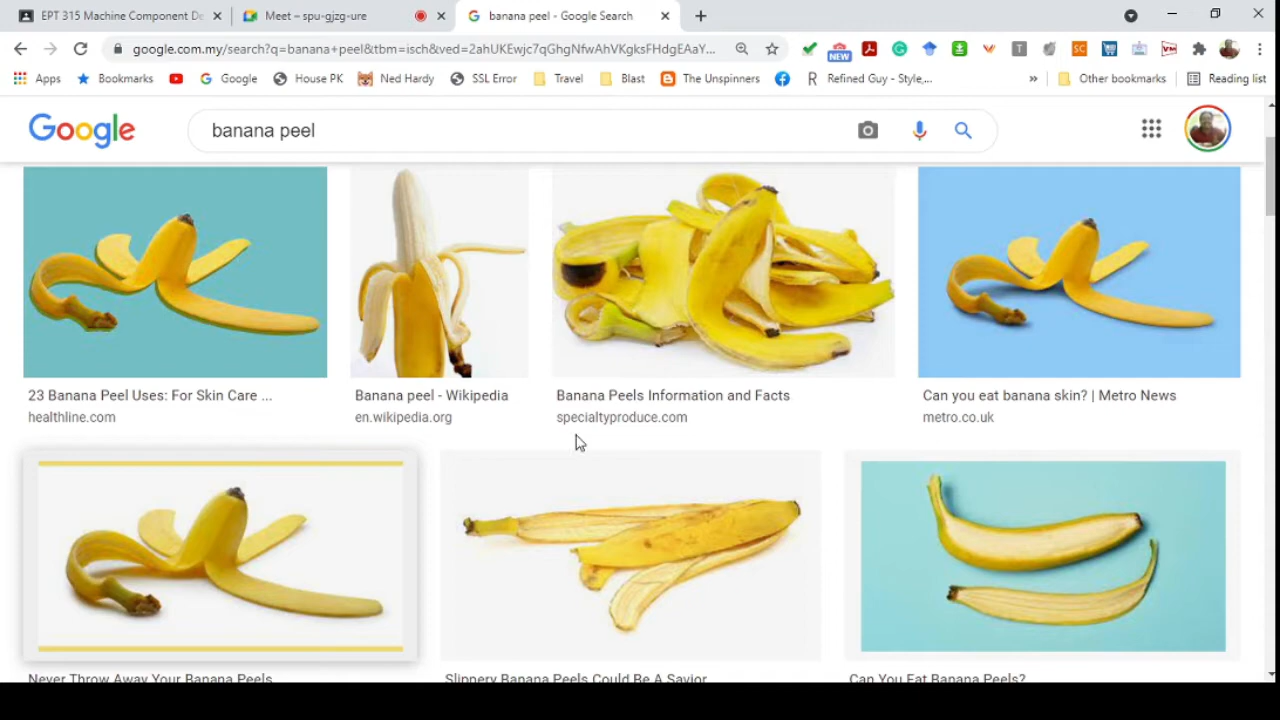 EPT 315 Machine Component De
Meet – spu-gjzg-ure
banana peel - Google Search
google.com.my/search?q=banana+peel&tbm=isch&ved=2ahUKEwjc7qGhgNfwAhVKgksFHdgEAaY...
NEW
T
SC
VM
Apps
Bookmarks
Google
House PK
Ned Hardy
SSL Error
Travel
Blast
The Unspinners
Refined Guy - Style,...
»
Other bookmarks
Reading list
Google
banana peel
23 Banana Peel Uses: For Skin Care ...
healthline.com
Banana peel - Wikipedia
en.wikipedia.org
Banana Peels Information and Facts
specialtyproduce.com
Can you eat banana skin? | Metro News
metro.co.uk
Never Throw Away Your Banana Peels
Slippery Banana Peels Could Be A Savior
Can You Eat Banana Peels?